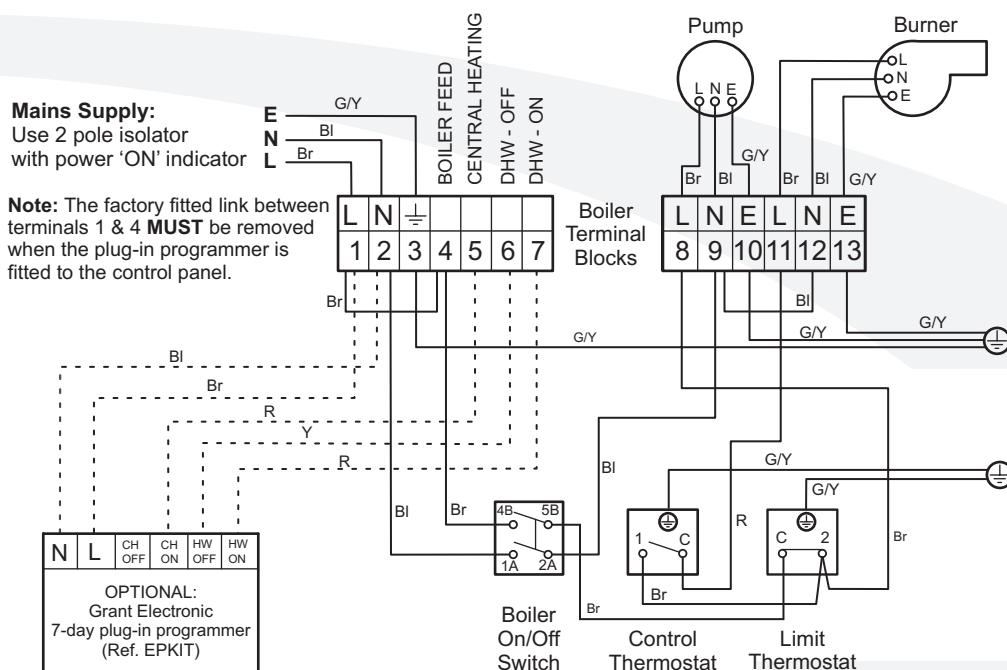 Mains Supply:
Use 2 pole isolator
with power 'ON' indicator
E
N
L
G/Y
Bl
Br
Note: The factory fitted link between
terminals 1 & 4 MUST be removed
when the plug-in programmer is
fitted to the control panel.
BOILER FEED
CENTRAL HEATING
DHW - OFF
DHW - ON
L N
1 2 3 4 5 6 7
Boiler
Terminal
Blocks
Pump
L N E
Br Bl G/Y
Burner
L
N
E
Br Bl G/Y
L N E L N E
8 9 10 11 12 13
Br
Bl
G/Y
G/Y
G/Y
Bl
Br
R
Y
R
Bl
Br
Bl
G/Y
G/Y
R
Br
4B 5B
1A 2A
Boiler
On/Off
Switch
1 C
Br
Br
Control
Thermostat
C 2
Limit
Thermostat
N L CH OFF CH ON HW OFF HW ON
OPTIONAL:
Grant Electronic
7-day plug-in programmer
(Ref. EPKIT)